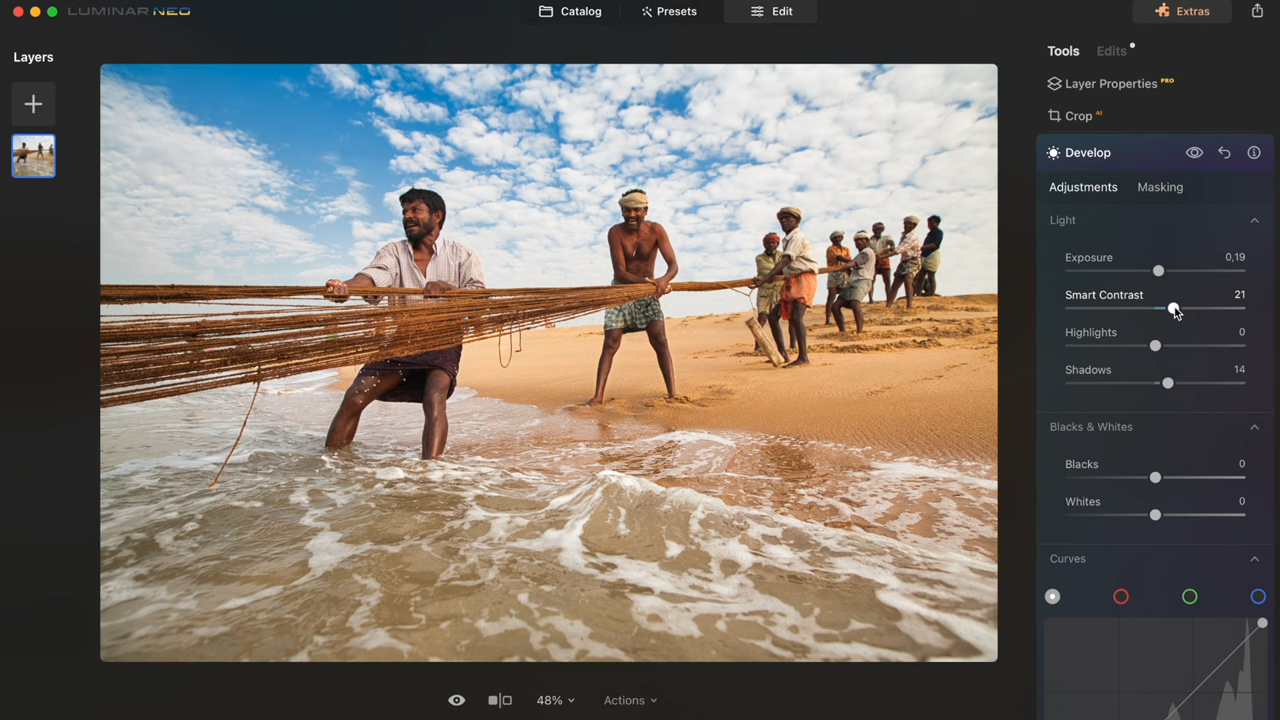 LUMINAR NEO
Catalog
Presets
Edit
Extras
Layers
Tools
Edits
Layer Properties PRO
Crop AI
Develop
Adjustments
Masking
Light
Exposure 0,19
Smart Contrast 21
Highlights 0
Shadows 14
Blacks & Whites
Blacks 0
Whites 0
Curves
48%
Actions